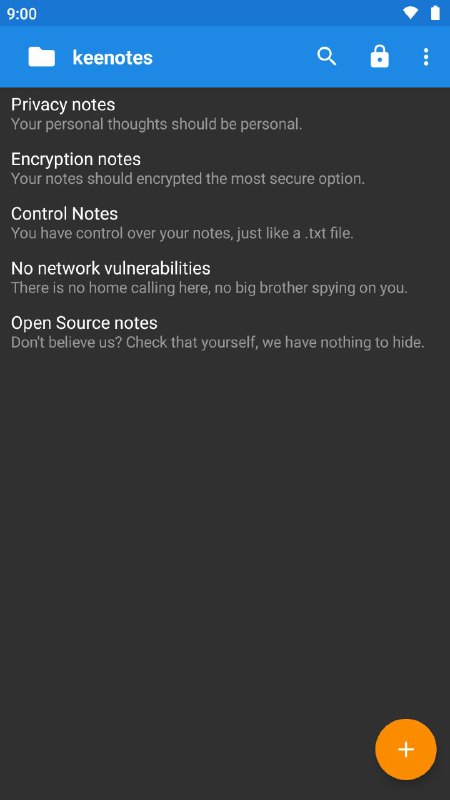 9:00
keenotes
Privacy notes
Your personal thoughts should be personal.
Encryption notes
Your notes should encrypted the most secure option.
Control Notes
You have control over your notes, just like a .txt file.
No network vulnerabilities
There is no home calling here, no big brother spying on you.
Open Source notes
Don't believe us? Check that yourself, we have nothing to hide.